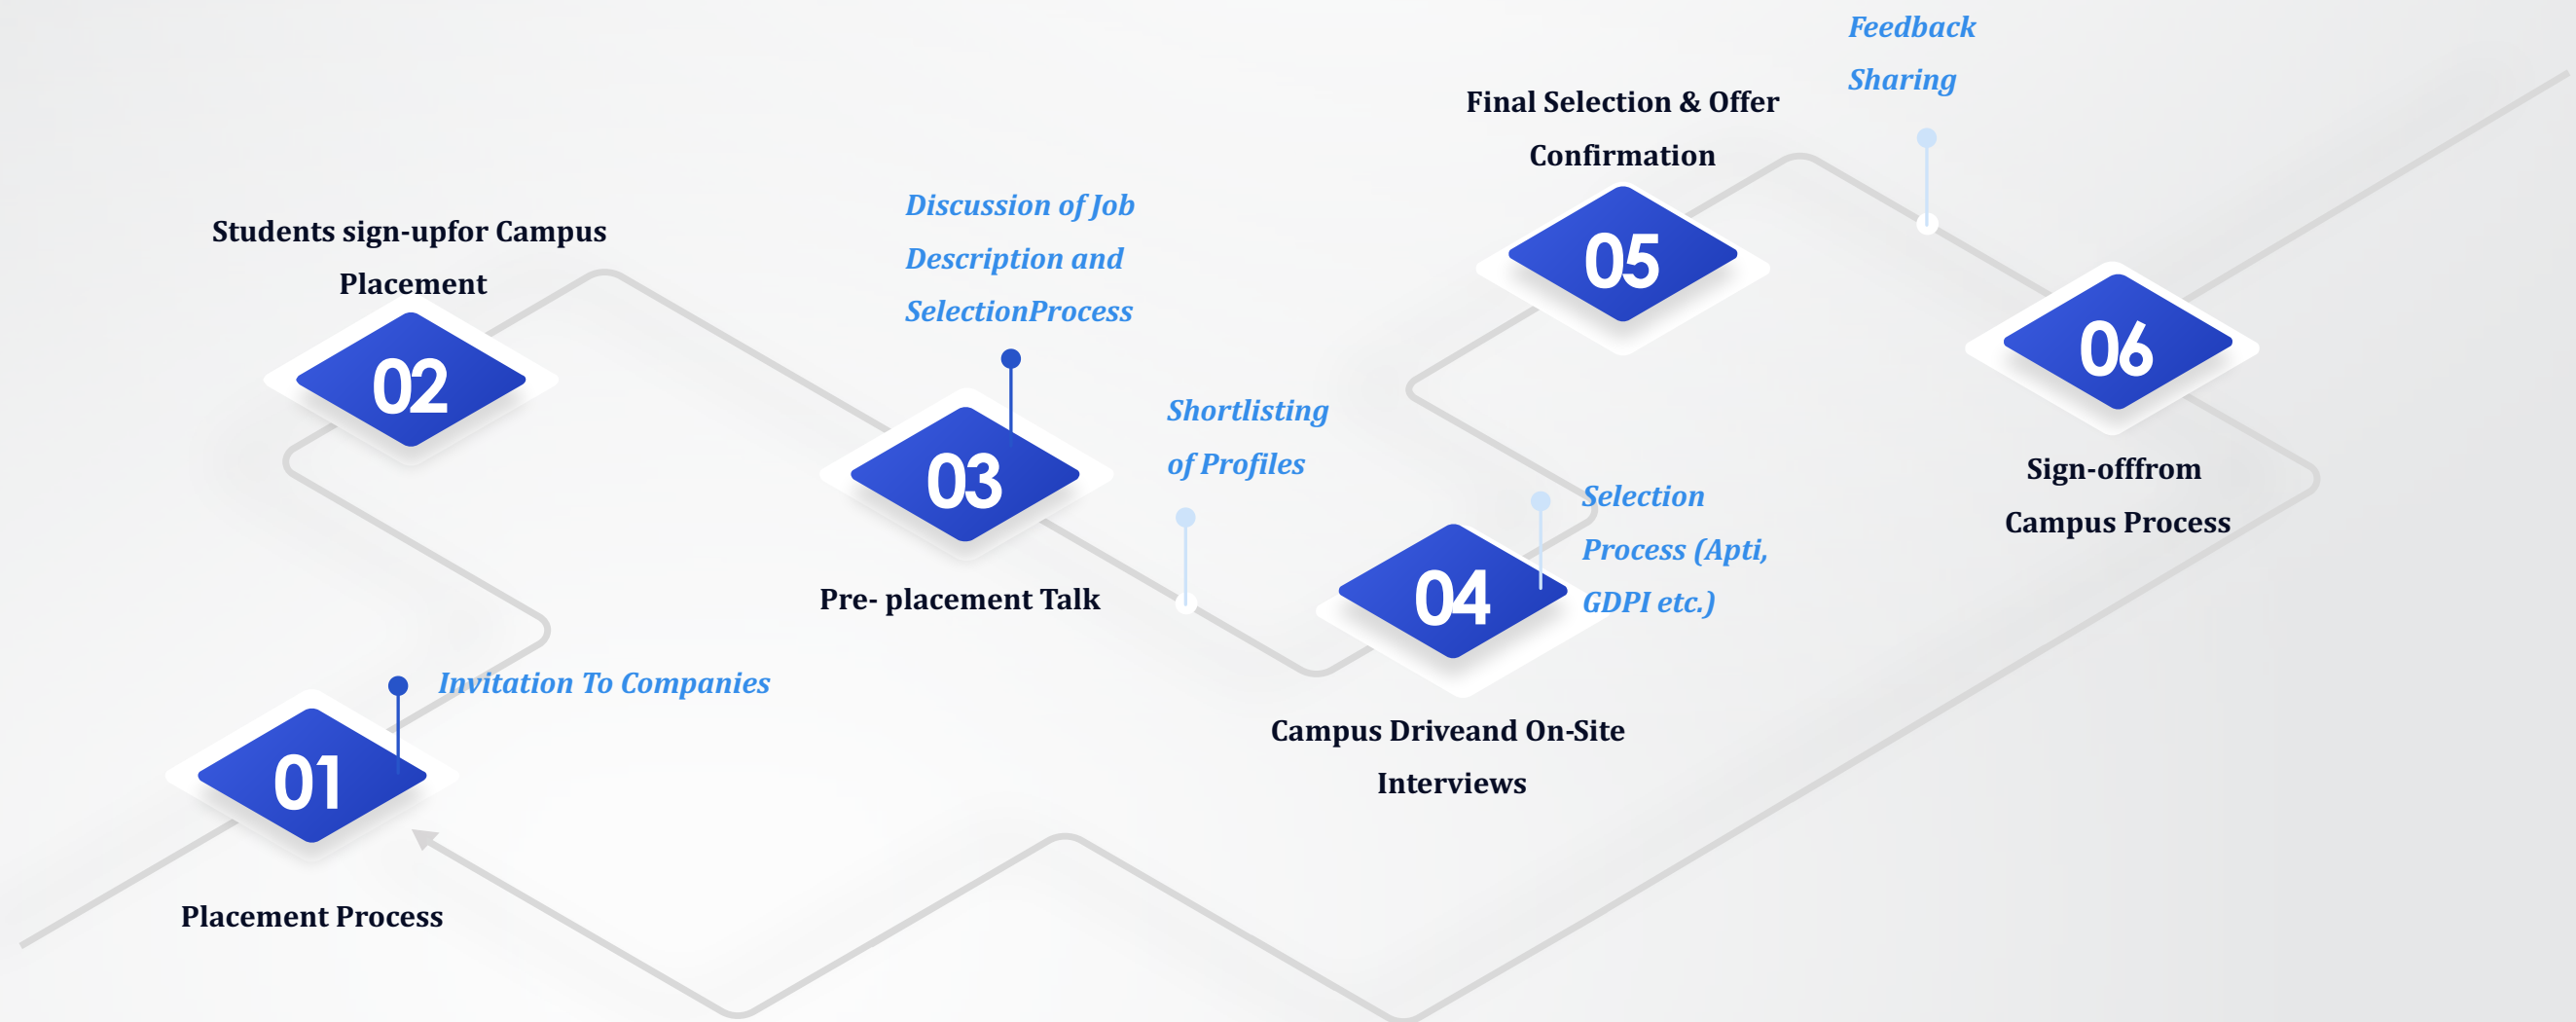 01
Placement Process
Invitation To Companies
Students sign-upfor Campus
Placement
02
Discussion of Job
Description and
SelectionProcess
03
Pre- placement Talk
Shortlisting
of Profiles
04
Campus Driveand On-Site
Interviews
Selection
Process (Apti,
GDPI etc.)
Final Selection & Offer
Confirmation
05
Feedback
Sharing
06
Sign-offfrom
Campus Process